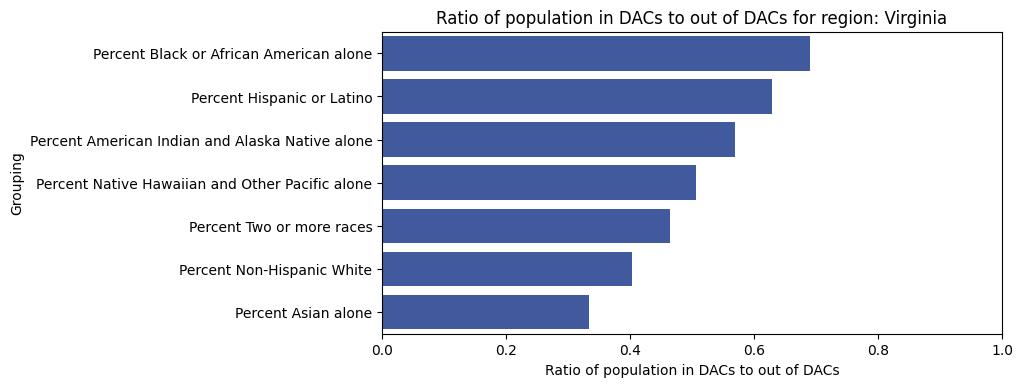 Ratio of population in DACs to out of DACs for region: Virginia
Grouping
Percent Black or African American alone
Percent Hispanic or Latino
Percent American Indian and Alaska Native alone
Percent Native Hawaiian and Other Pacific alone
Percent Two or more races
Percent Non-Hispanic White
Percent Asian alone
0.0 0.2 0.4 0.6 0.8 1.0
Ratio of population in DACs to out of DACs